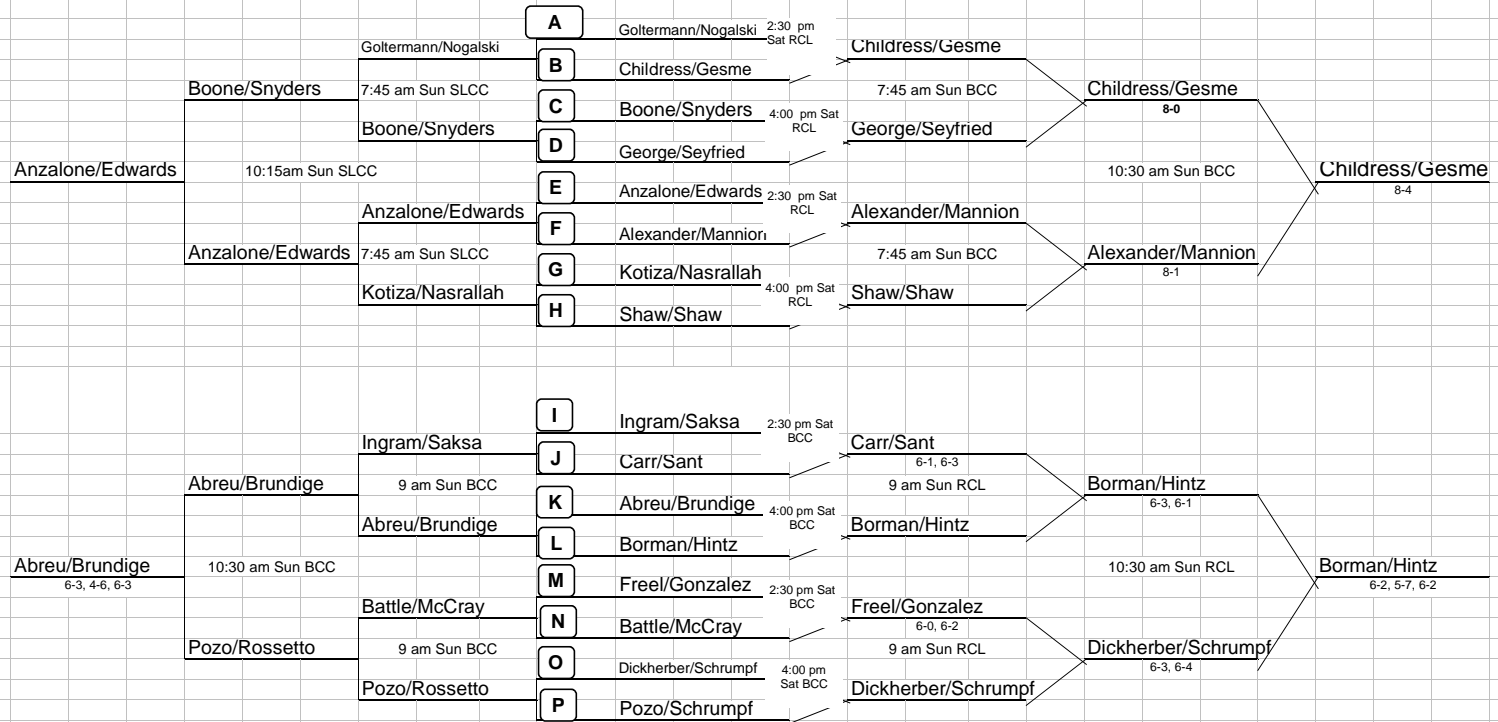 A
Goltermann/Nogalski
2:30 pm
Sat RCL
Goltermann/Nogalski
Childress/Gesme
B
Childress/Gesme
Boone/Snyders
7:45 am Sun SLCC
7:45 am Sun BCC
Childress/Gesme
8-0
C
Boone/Snyders
4:00 pm Sat
RCL
Boone/Snyders
George/Seyfried
D
George/Seyfried
Anzalone/Edwards
10:15am Sun SLCC
10:30 am Sun BCC
Childress/Gesme
8-4
E
Anzalone/Edwards
2:30 pm Sat
RCL
Anzalone/Edwards
Alexander/Mannion
F
Alexander/Mannion
Anzalone/Edwards
7:45 am Sun SLCC
7:45 am Sun BCC
Alexander/Mannion
8-1
G
Kotiza/Nasrallah
4:00 pm Sat
RCL
Kotiza/Nasrallah
Shaw/Shaw
H
Shaw/Shaw
I
Ingram/Saksa
2:30 pm Sat
BCC
Ingram/Saksa
Carr/Sant
6-1, 6-3
J
Carr/Sant
Abreu/Brundige
9 am Sun BCC
9 am Sun RCL
Borman/Hintz
6-3, 6-1
K
Abreu/Brundige
4:00 pm Sat
BCC
Abreu/Brundige
Borman/Hintz
L
Borman/Hintz
Abreu/Brundige
6-3, 4-6, 6-3
10:30 am Sun BCC
10:30 am Sun RCL
Borman/Hintz
6-2, 5-7, 6-2
M
Freel/Gonzalez
2:30 pm Sat
BCC
Battle/McCray
Freel/Gonzalez
6-0, 6-2
N
Battle/McCray
Pozo/Rossetto
9 am Sun BCC
9 am Sun RCL
Dickherber/Schrumpf
6-3, 6-4
O
Dickherber/Schrumpf
4:00 pm
Sat BCC
Pozo/Rossetto
Dickherber/Schrumpf
P
Pozo/Schrumpf